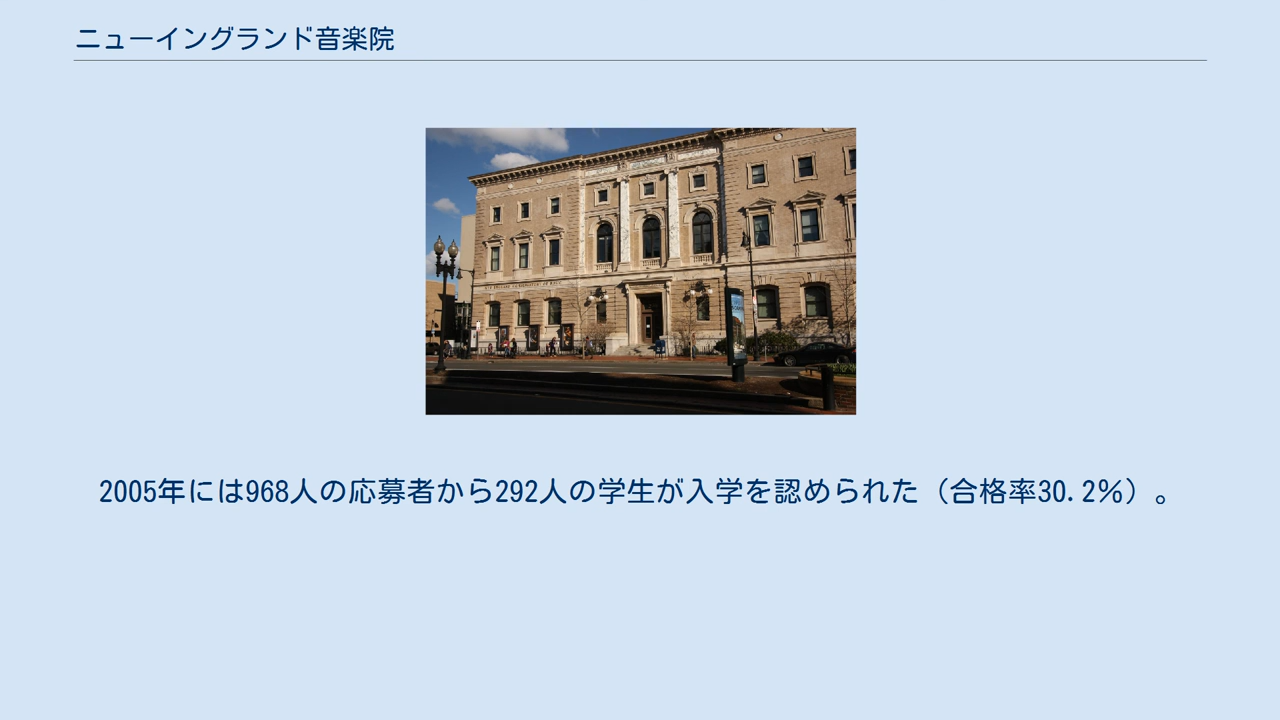 ニューイングランド音楽院
2005年には968人の応募者から292人の学生が入学を認められた（合格率30.2%）。